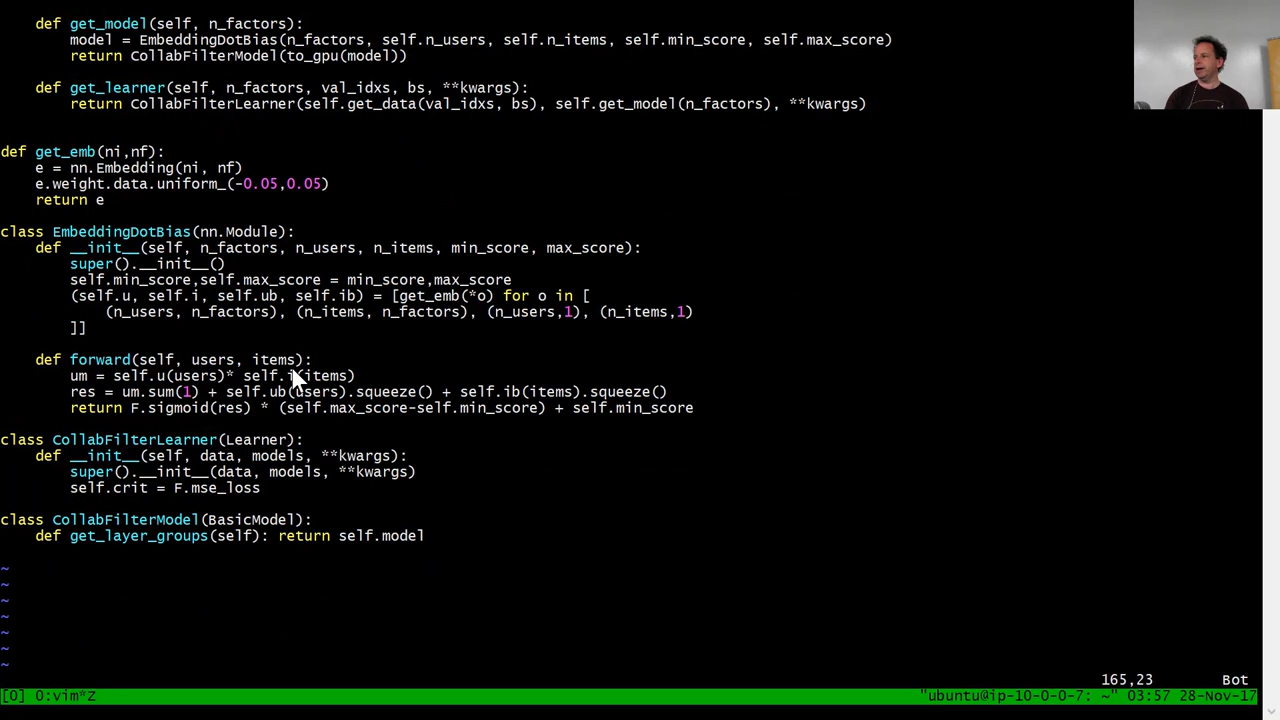 def get_model(self, n_factors):
        model = EmbeddingDotBias(n_factors, self.n_users, self.n_items, self.min_score, self.max_score)
        return CollabFilterModel(to_gpu(model))
    def get_learner(self, n_factors, val_idxs, bs, **kwargs):
        return CollabFilterLearner(self.get_data(val_idxs, bs), self.get_model(n_factors), **kwargs)
def get_emb(ni,nf):
    e = nn.Embedding(ni, nf)
    e.weight.data.uniform_(-0.05,0.05)
    return e
class EmbeddingDotBias(nn.Module):
    def __init__(self, n_factors, n_users, n_items, min_score, max_score):
        super().__init__()
        self.min_score,self.max_score = min_score,max_score
        (self.u, self.i, self.ub, self.ib) = [get_emb(*o) for o in [
            (n_users, n_factors), (n_items, n_factors), (n_users,1), (n_items,1)
        ]]
    def forward(self, users, items):
        um = self.u(users)* self.i(items)
        res = um.sum(1) + self.ub(users).squeeze() + self.ib(items).squeeze()
        return F.sigmoid(res) * (self.max_score-self.min_score) + self.min_score
class CollabFilterLearner(Learner):
    def __init__(self, data, models, **kwargs):
        super().__init__(data, models, **kwargs)
        self.crit = F.mse_loss
class CollabFilterModel(BasicModel):
    def get_layer_groups(self): return self.model
~
~
~
~
~
~
~
165,23 Bot
[0] 0:vim*Z "ubuntu@ip-10-0-0-7: ~" 03:57 28-Nov-17